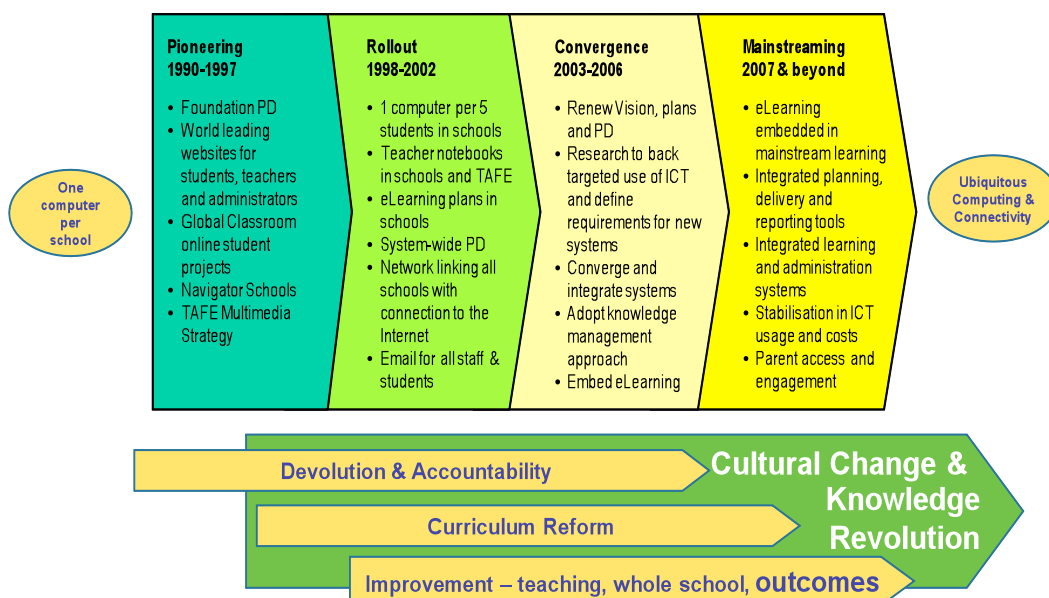 One
computer
per
school
Pioneering
1990-1997
• Foundation PD
• World leading
websites for
students, teachers
and administrators
• Global Classroom
online student
projects
• Navigator Schools
• TAFE Multimedia
Strategy
Rollout
1998-2002
• 1 computer per 5
students in schools
• Teacher notebooks
in schools and TAFE
• eLearning plans in
schools
• System-wide PD
• Network linking all
schools with
connection to the
Internet
• Email for all staff &
students
Convergence
2003-2006
• Renew Vision, plans
and PD
• Research to back
targeted use of ICT
and define
requirements for new
systems
• Converge and
integrate systems
• Adopt knowledge
management
approach
• Embed eLearning
Mainstreaming
2007 & beyond
• eLearning
embedded in
mainstream learning
• Integrated planning,
delivery and
reporting tools
• Integrated learning
and administration
systems
• Stabilisation in ICT
usage and costs
• Parent access and
engagement
Ubiquitous
Computing &
Connectivity
Devolution & Accountability
Curriculum Reform
Improvement – teaching, whole school, outcomes
Cultural Change &
Knowledge
Revolution